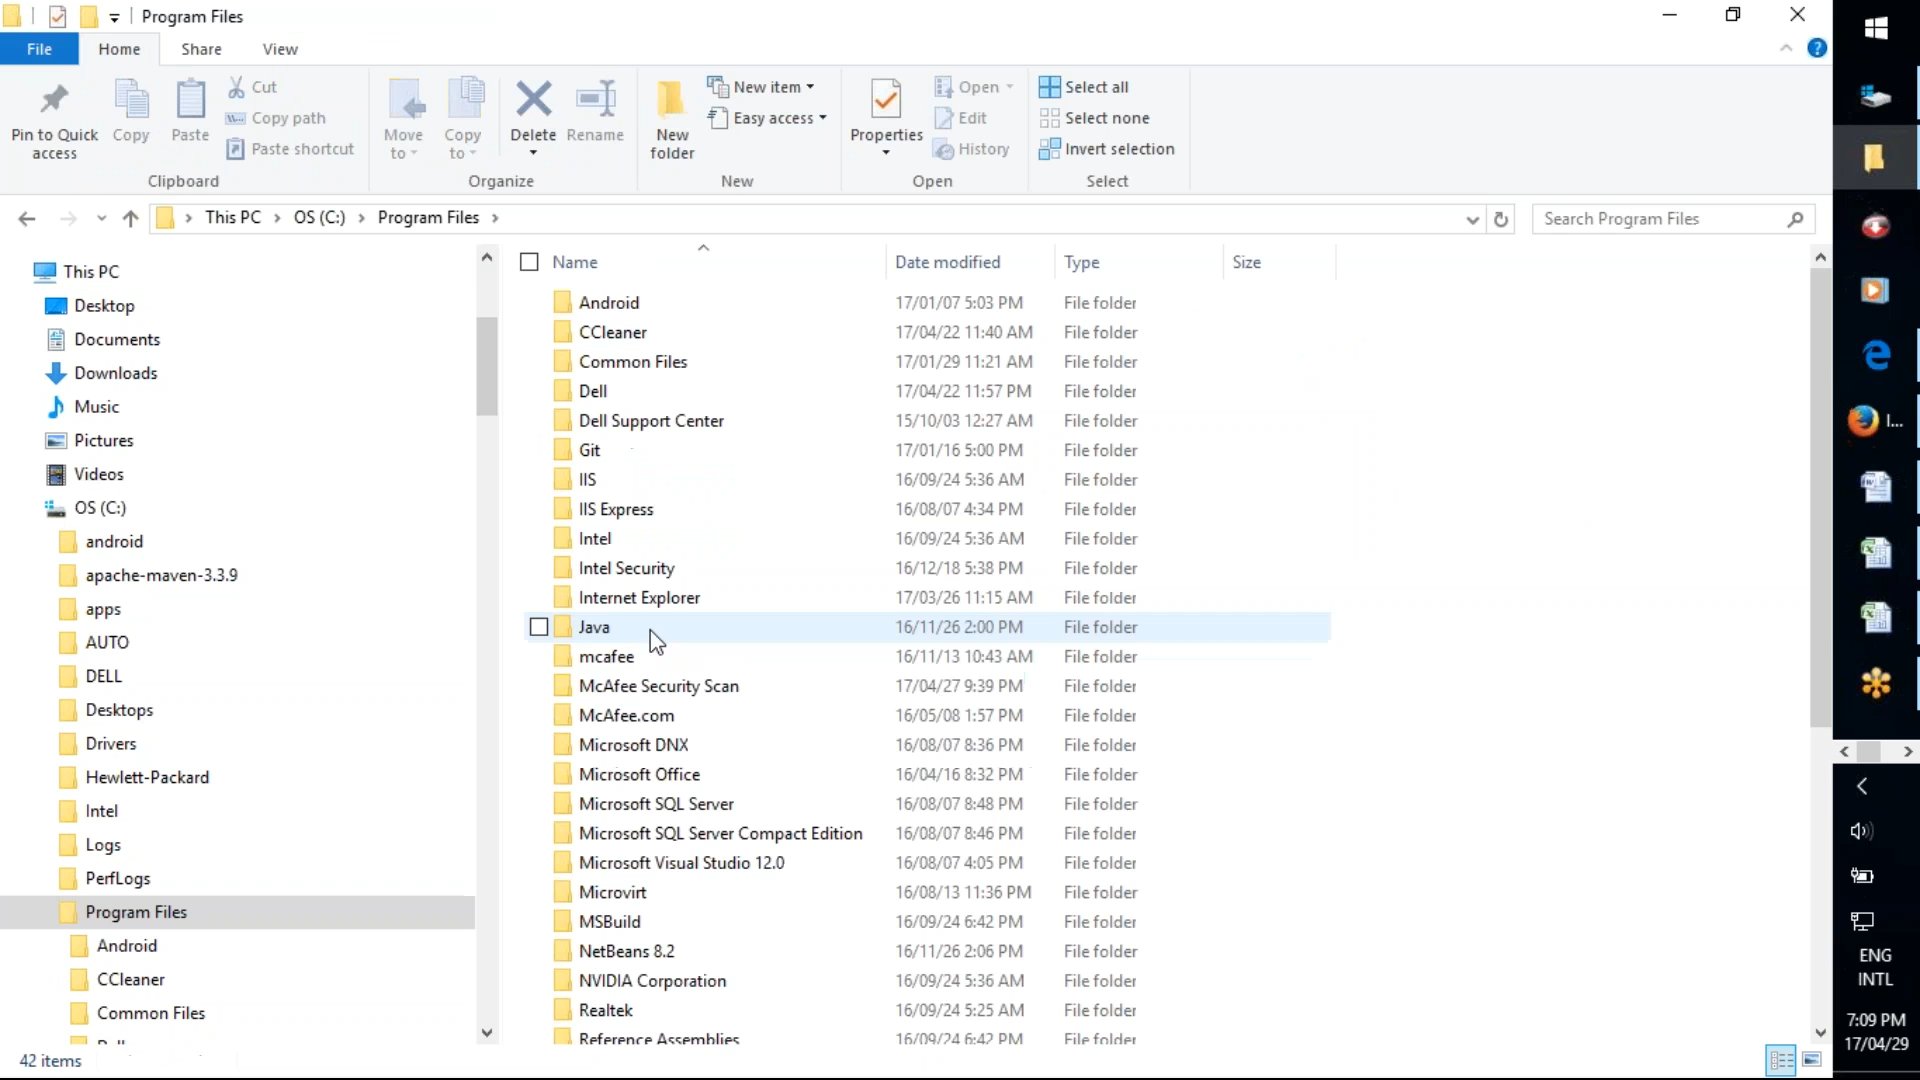 Program Files
File Home Share View
Pin to Quick access
Copy
Paste
Cut
Copy path
Paste shortcut
Clipboard
Move to
Copy to
Delete
Rename
Organize
New folder
New item
Easy access
New
Properties
Open
Edit
History
Open
Select all
Select none
Invert selection
Select
This PC OS (C:) Program Files
Search Program Files
This PC
Desktop
Documents
Downloads
Music
Pictures
Videos
OS (C:)
android
apache-maven-3.3.9
apps
AUTO
DELL
Desktops
Drivers
Hewlett-Packard
Intel
Logs
PerfLogs
Program Files
Android
CCleaner
Common Files
Name Date modified Type Size
Android 17/01/07 5:03 PM File folder
CCleaner 17/04/22 11:40 AM File folder
Common Files 17/01/29 11:21 AM File folder
Dell 17/04/22 11:57 PM File folder
Dell Support Center 15/10/03 12:27 AM File folder
Git 17/01/16 5:00 PM File folder
IIS 16/09/24 5:36 AM File folder
IIS Express 16/08/07 4:34 PM File folder
Intel 16/09/24 5:36 AM File folder
Intel Security 16/12/18 5:38 PM File folder
Internet Explorer 17/03/26 11:15 AM File folder
Java 16/11/26 2:00 PM File folder
mcafee 16/11/13 10:43 AM File folder
McAfee Security Scan 17/04/27 9:39 PM File folder
McAfee.com 16/05/08 1:57 PM File folder
Microsoft DNX 16/08/07 8:36 PM File folder
Microsoft Office 16/04/16 8:32 PM File folder
Microsoft SQL Server 16/08/07 8:48 PM File folder
Microsoft SQL Server Compact Edition 16/08/07 8:46 PM File folder
Microsoft Visual Studio 12.0 16/08/07 4:05 PM File folder
Microvirt 16/08/13 11:36 PM File folder
MSBuild 16/09/24 6:42 PM File folder
NetBeans 8.2 16/11/26 2:06 PM File folder
NVIDIA Corporation 16/09/24 5:36 AM File folder
Realtek 16/09/24 5:25 AM File folder
Reference Assemblies 16/09/24 6:42 PM File folder
42 items
I...
ENG
INTL
7:09 PM
17/04/29